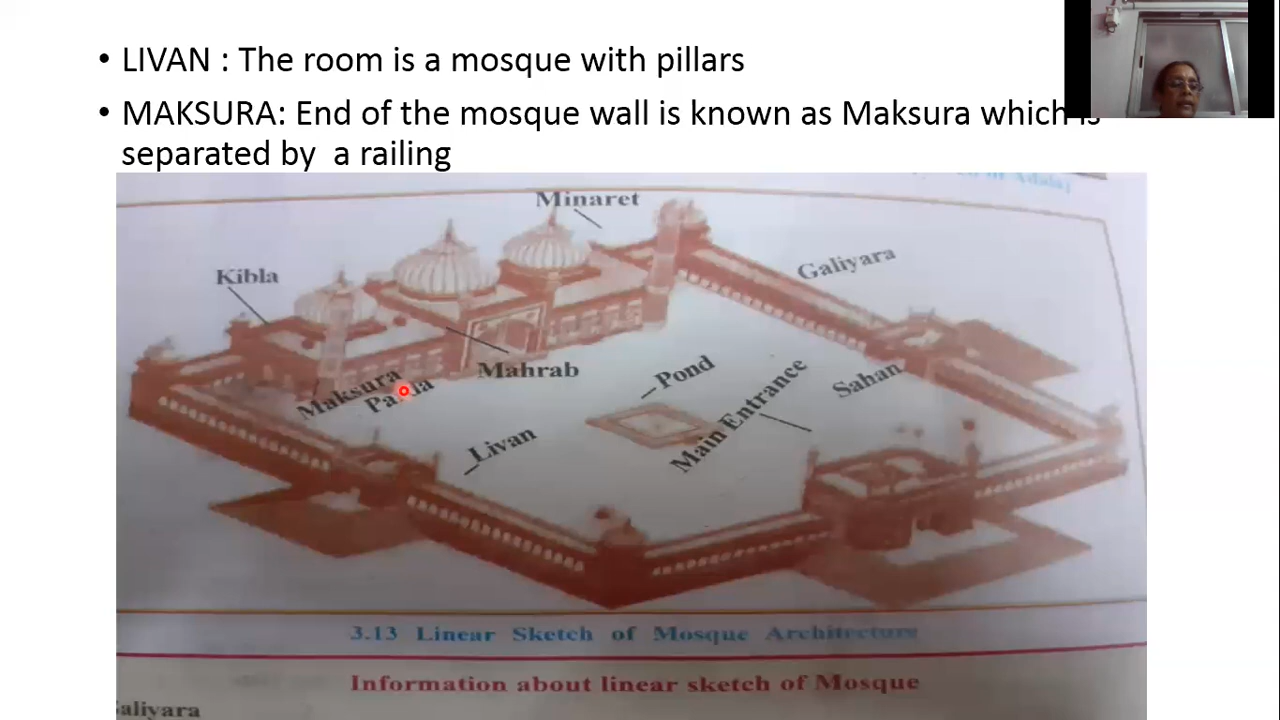 • LIVAN : The room is a mosque with pillars
• MAKSURA: End of the mosque wall is known as Maksura which is
separated by a railing
Minaret
Galiyara
Kibla
Mahrab
Pond
Main Entrance
Sahan
Maksura
Livan
3.13 Linear Sketch of Mosque Architecture
Information about linear sketch of Mosque
aliyara